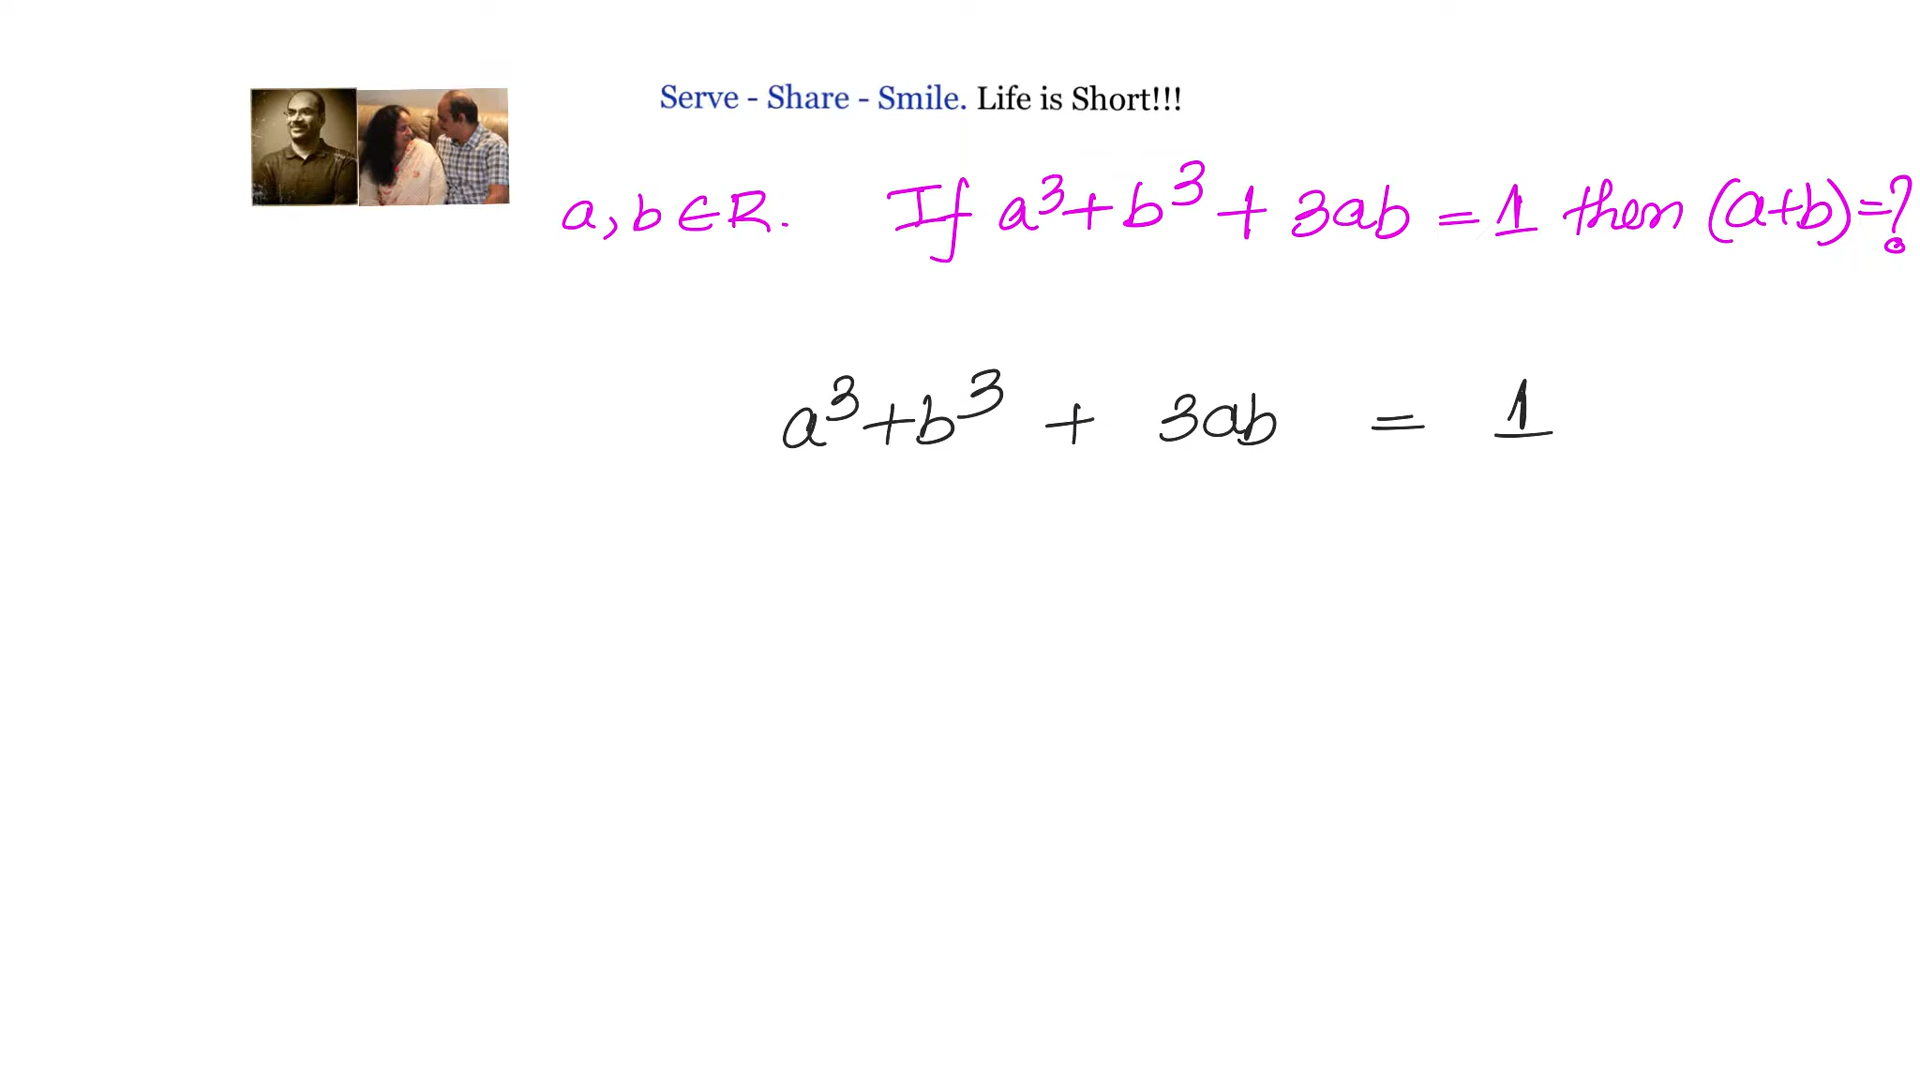 Serve - Share - Smile. Life is Short!!!
a, b ∈ R. If a³+b³+3ab=1 then (a+b)=?
a³+b³ + 3ab = 1